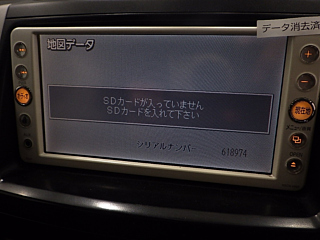 地図データ
データ消去済
SDカードが入っていません
SDカードを入れて下さい
シリアルナンバー 618974
現在地